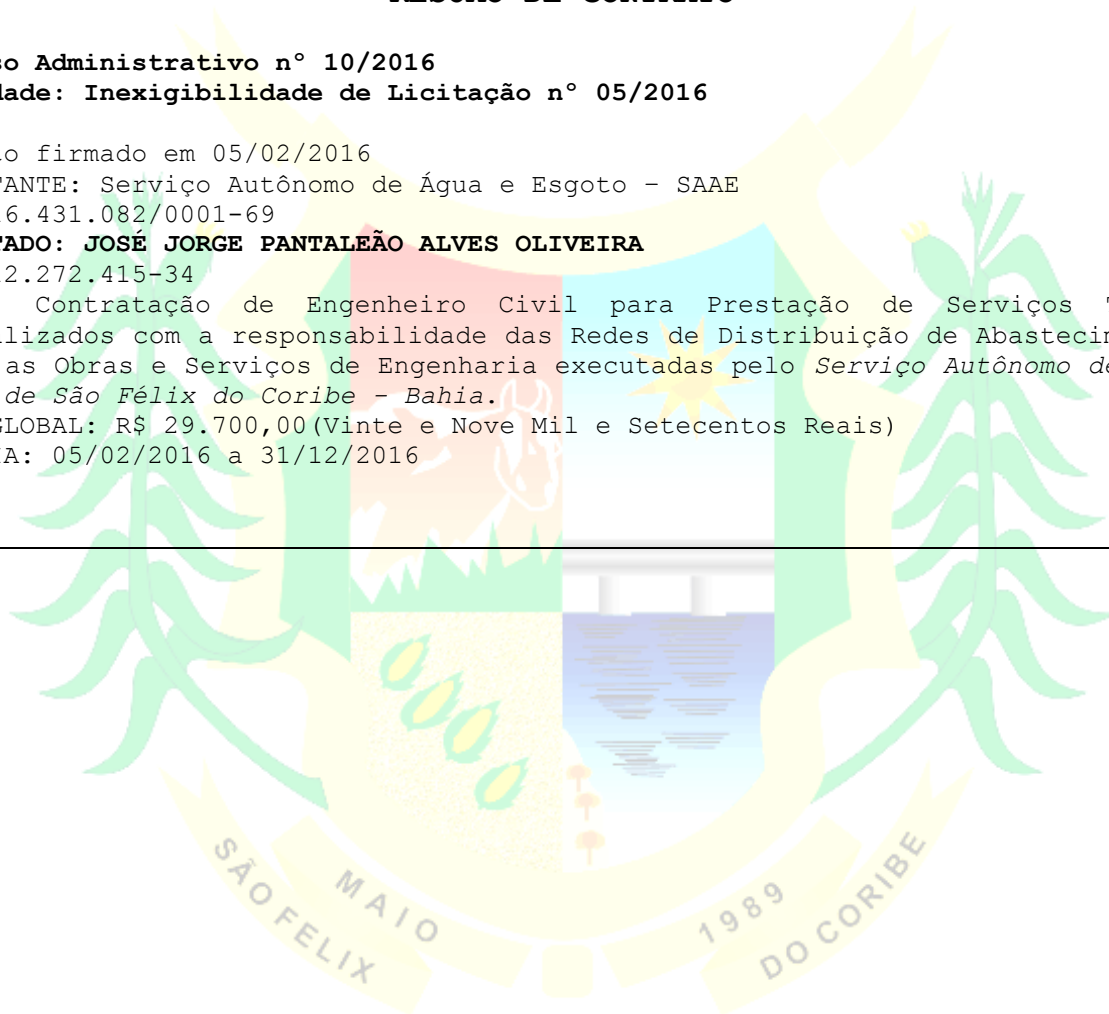 so Administrativo nº 10/2016
dade: Inexigibilidade de Licitação nº 05/2016
o firmado em 05/02/2016
TANTE: Serviço Autônomo de Água e Esgoto – SAAE
16.431.082/0001-69
TADO: JOSÉ JORGE PANTALEÃO ALVES OLIVEIRA
12.272.415-34
Contratação de Engenheiro Civil para Prestação de Serviços
lizados com a responsabilidade das Redes de Distribuição de Abastecim
as Obras e Serviços de Engenharia executadas pelo Serviço Autônomo de
de São Félix do Coribe – Bahia.
GLOBAL: R$ 29.700,00(Vinte e Nove Mil e Setecentos Reais)
IA: 05/02/2016 a 31/12/2016
SÃO FELIX MAIO 1989 DO CORIBE